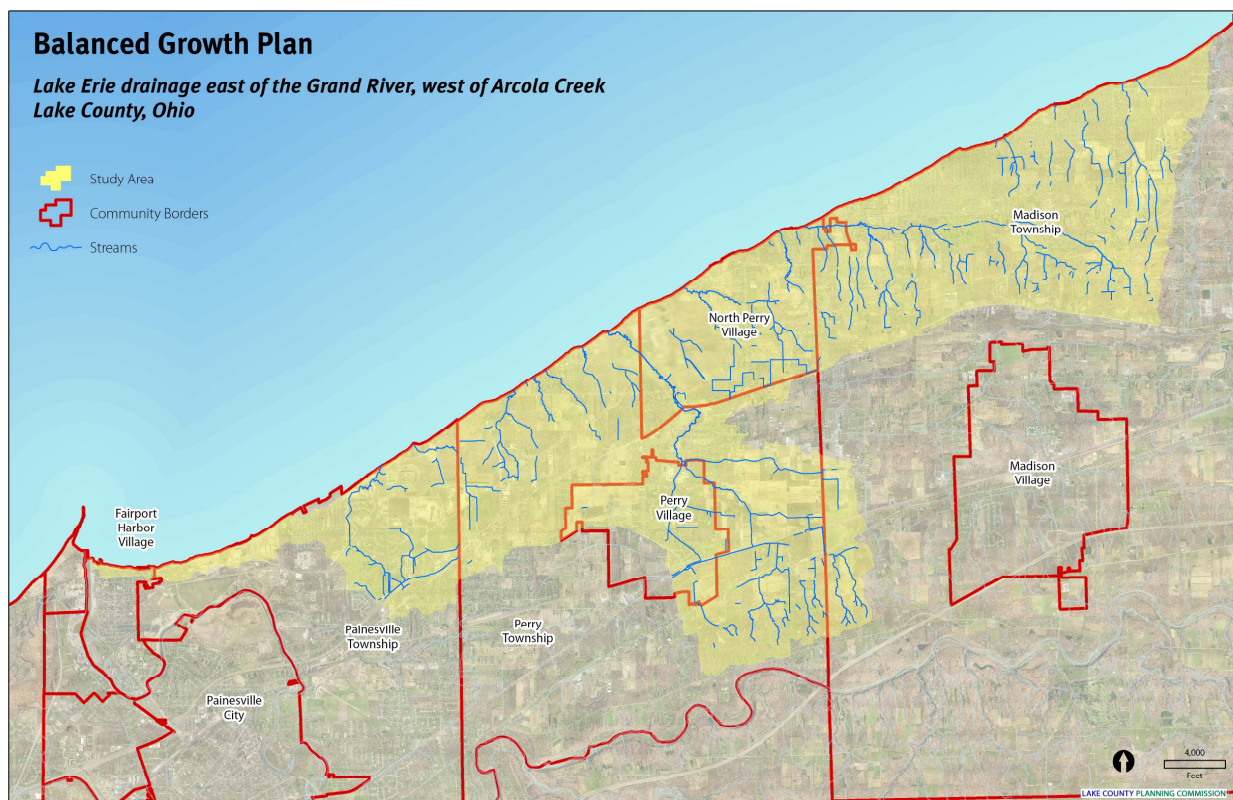 Balanced Growth Plan
Lake Erie drainage east of the Grand River, west of Arcola Creek
Lake County, Ohio
Study Area
Community Borders
Streams
Madison
Township
North Perry
Village
Madison
Village
Perry
Village
Fairport
Harbor
Village
Perry
Township
Painesville
Township
Painesville
City
4,000
Feet
LAKE COUNTY PLANNING COMMISSION